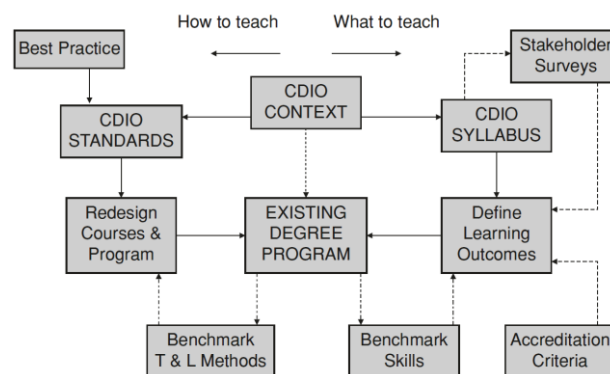 How to teach
What to teach
Best Practice
Stakeholder
Surveys
CDIO
CONTEXT
CDIO
STANDARDS
CDIO
SYLLABUS
Redesign
Courses &
Program
EXISTING
DEGREE
PROGRAM
Define
Learning
Outcomes
Benchmark
T & L Methods
Benchmark
Skills
Accreditation
Criteria